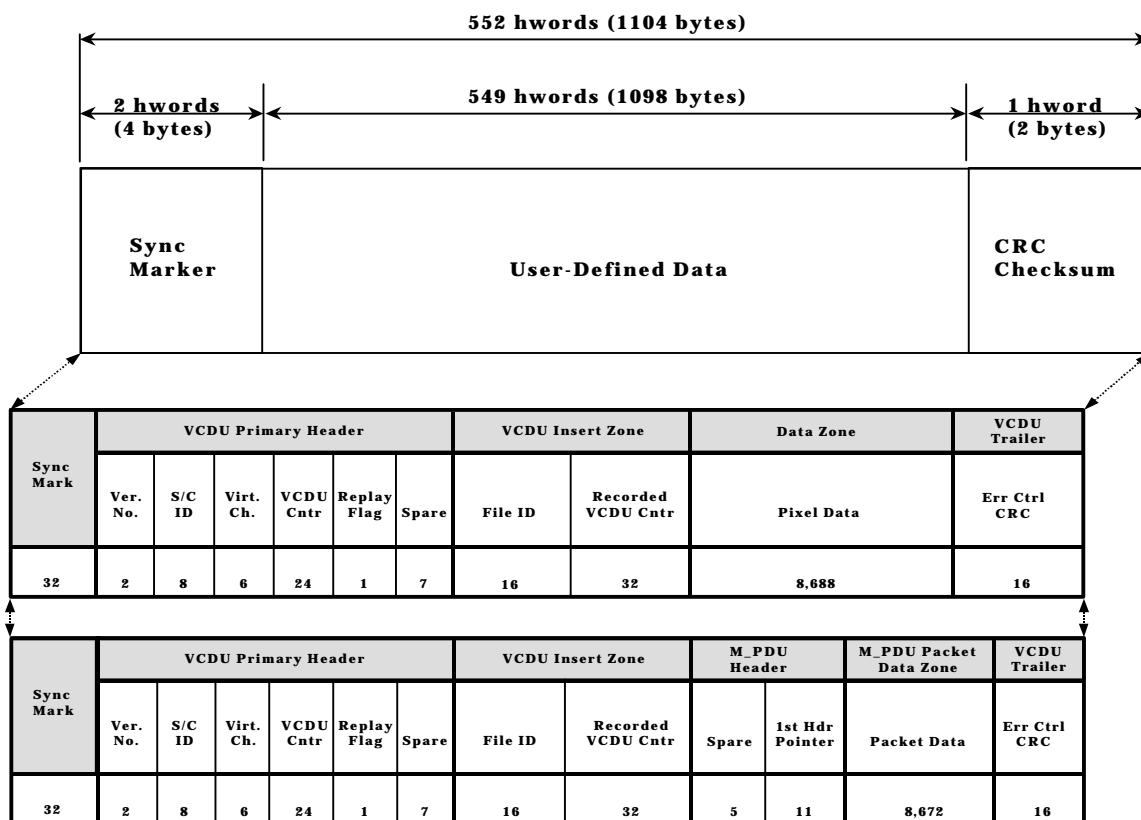 552 hwords (1104 bytes)
2 hwords
(4 bytes)
549 hwords (1098 bytes)
1 hword
(2 bytes)
Sync
Marker
User-Defined Data
CRC
Checksum
Sync
Mark
VCDU Primary Header
VCDU Insert Zone
Data Zone
VCDU
Trailer
Ver.
No.
S/C
ID
Virt.
Ch.
VCDU
Cntr
Replay
Flag
Spare
File ID
Recorded
VCDU Cntr
Pixel Data
Err Ctrl
CRC
32 2 8 6 24 1 7 16 32 8,688 16
Sync
Mark
VCDU Primary Header
VCDU Insert Zone
M_PDU
Header
M_PDU Packet
Data Zone
VCDU
Trailer
Ver.
No.
S/C
ID
Virt.
Ch.
VCDU
Cntr
Replay
Flag
Spare
File ID
Recorded
VCDU Cntr
Spare
1st Hdr
Pointer
Packet Data
Err Ctrl
CRC
32 2 8 6 24 1 7 16 32 5 11 8,672 16